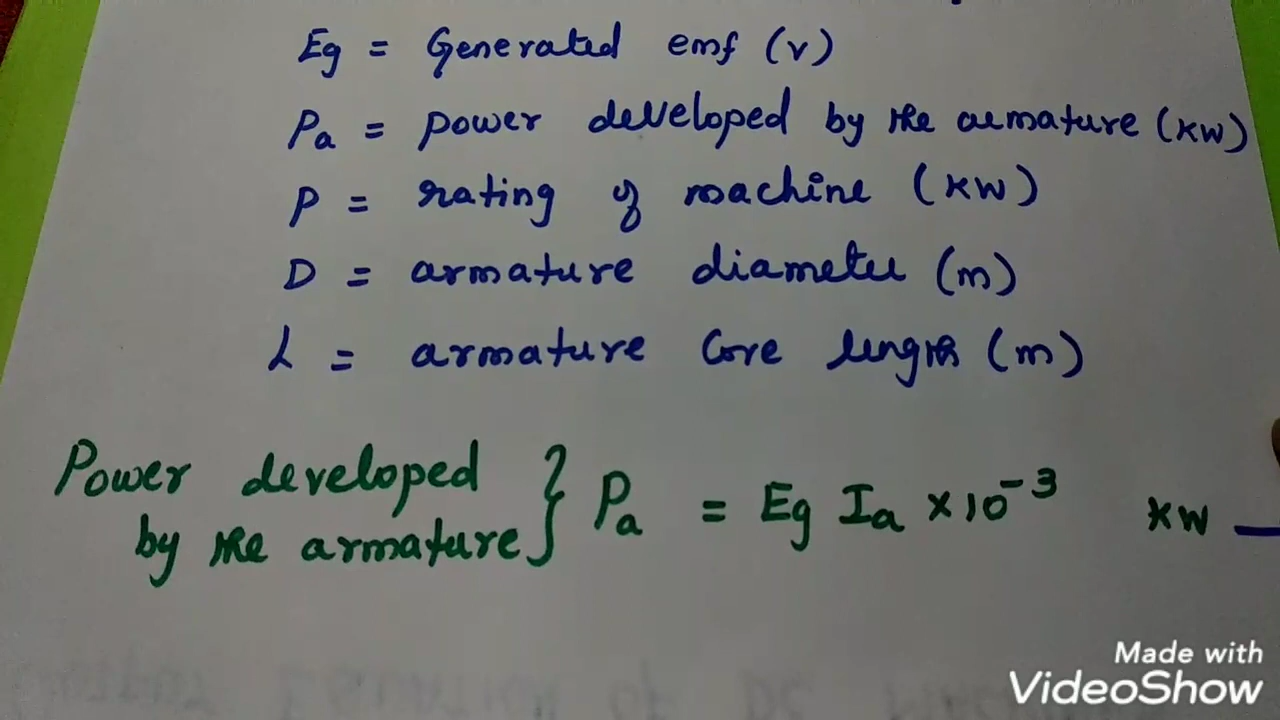 Eg = Generated emf (v)
Pa = power developed by the armature (KW)
P = rating of machine (KW)
D = armature diameter (m)
L = armature Core length (m)
Power developed
by the armature } Pa = Eg Ia ×10⁻³ KW
Made with
VideoShow